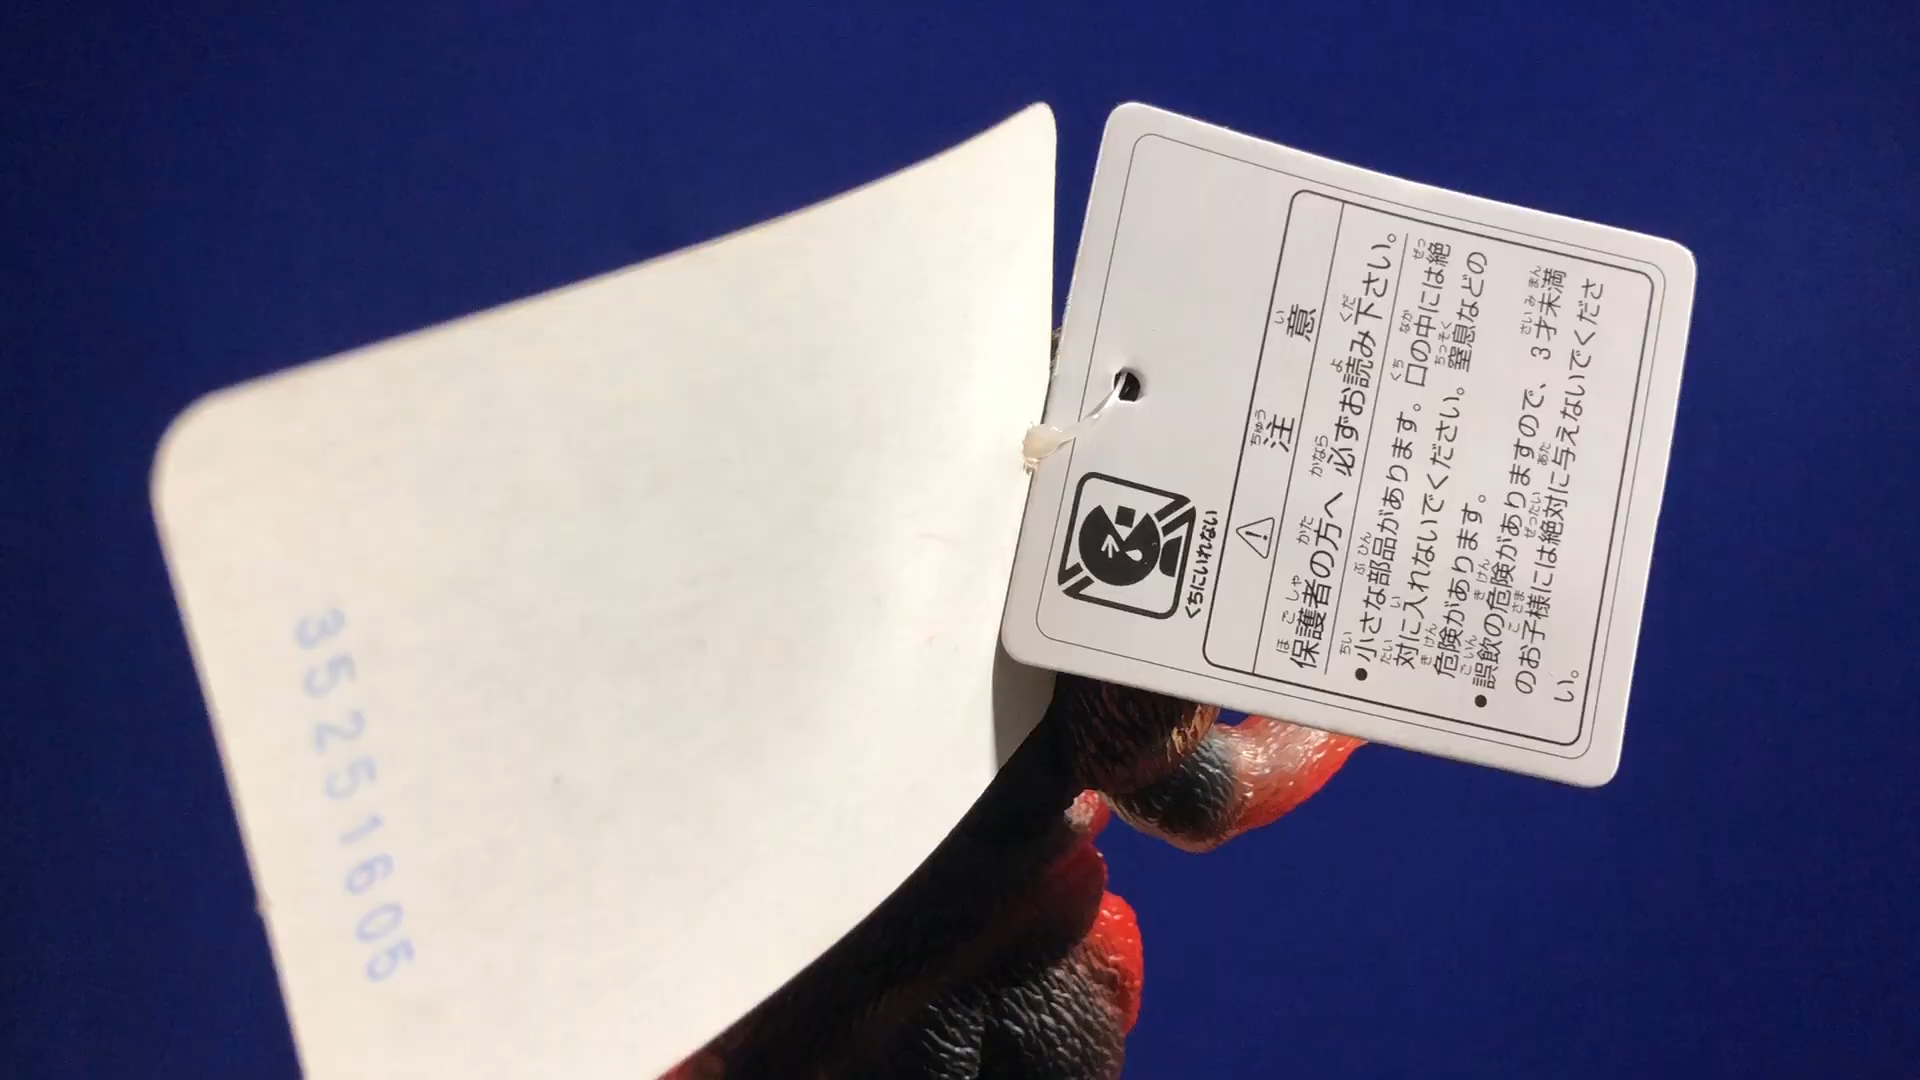 くちにいれない
注意
保護者の方へ 必ずお読み下さい。
●小さな部品があります。口の中には絶
対に入れないでください。窒息などの
危険があります。
●誤飲の危険がありますので、3才未満
のお子様には絶対に与えないでくださ
い。
35251605